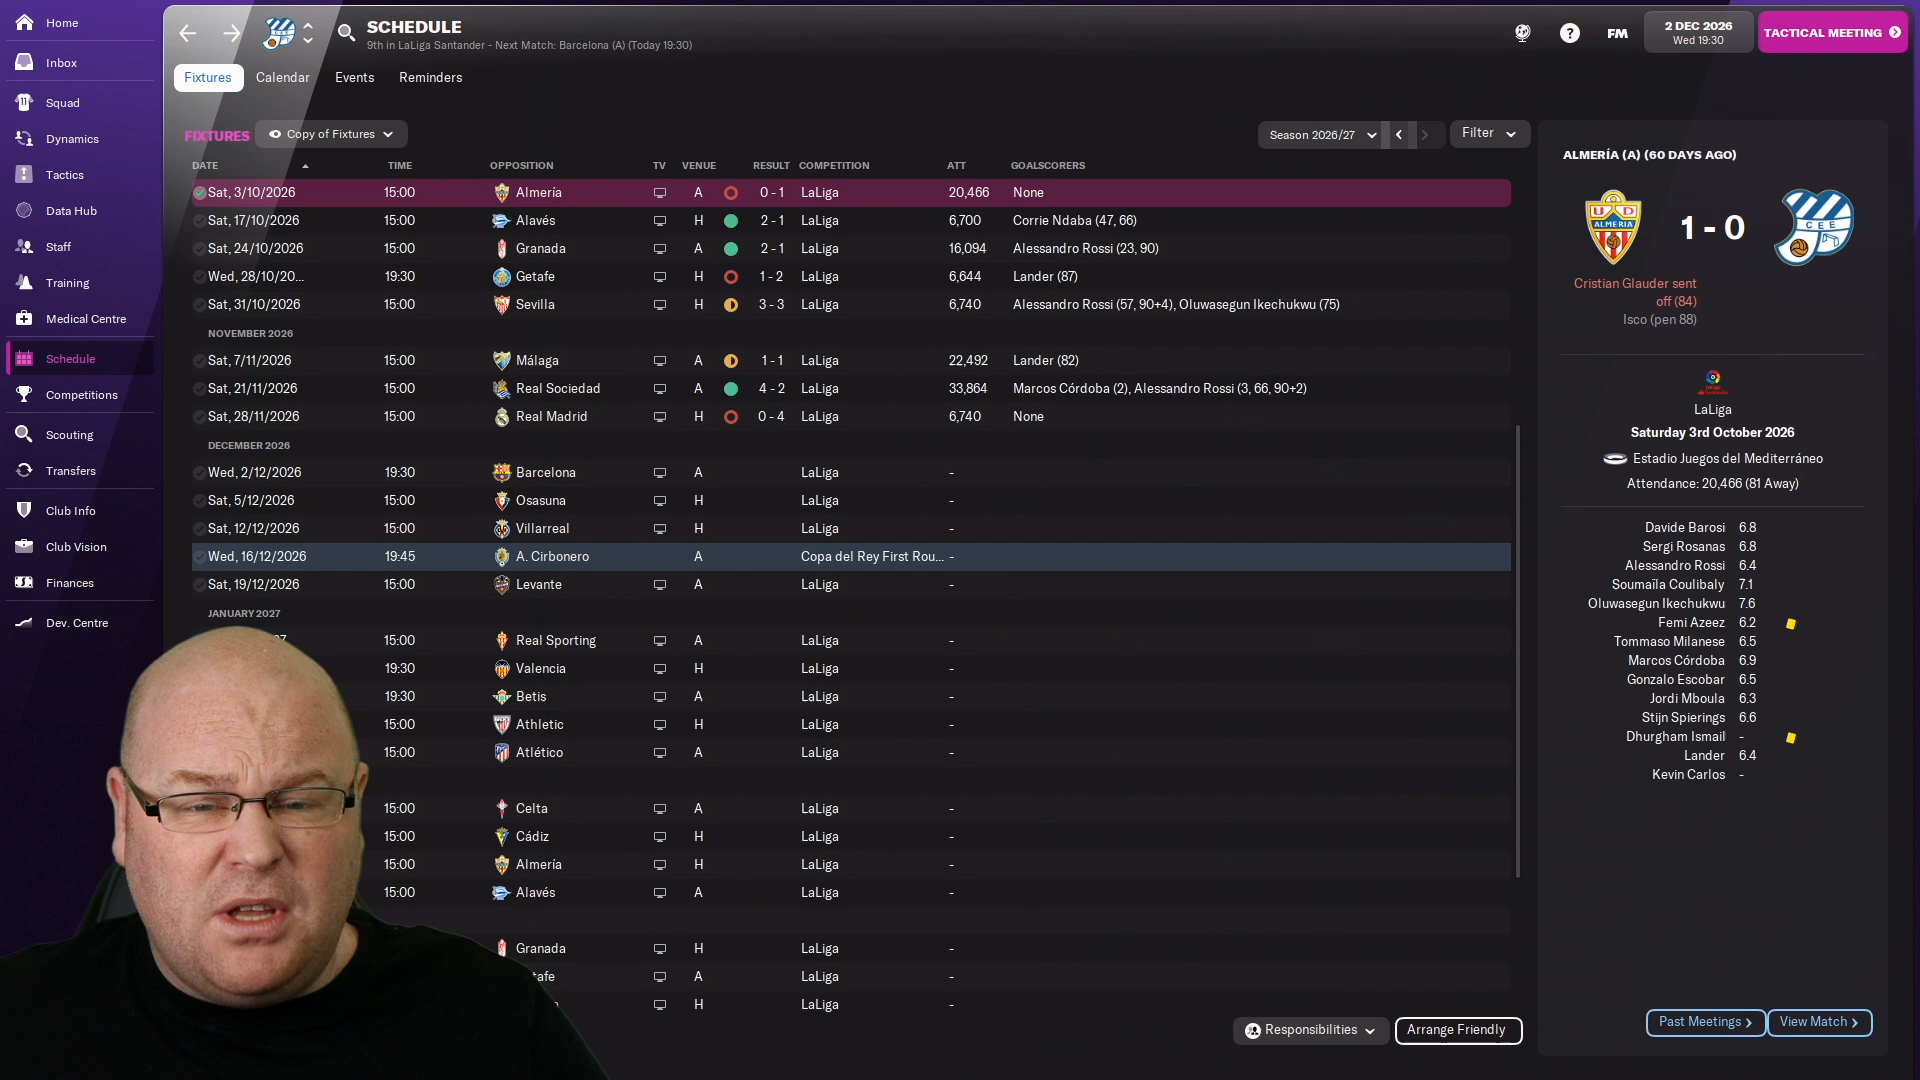 Home
Inbox
Squad
Dynamics
Tactics
Data Hub
Staff
Training
Medical Centre
Schedule
Competitions
Scouting
Transfers
Club Info
Club Vision
Finances
Dev. Centre
SCHEDULE
9th in LaLiga Santander - Next Match: Barcelona (A) (Today 19:30)
FM
2 DEC 2026
Wed 19:30
TACTICAL MEETING
Fixtures Calendar Events Reminders
FIXTURES Copy of Fixtures Season 2026/27 Filter
DATE TIME OPPOSITION TV VENUE RESULT COMPETITION ATT GOALSCORERS
Sat, 3/10/2026 15:00 Almería A 0 - 1 LaLiga 20,466 None
Sat, 17/10/2026 15:00 Alavés H 2 - 1 LaLiga 6,700 Corrie Ndaba (47, 66)
Sat, 24/10/2026 15:00 Granada A 2 - 1 LaLiga 16,094 Alessandro Rossi (23, 90)
Wed, 28/10/20... 19:30 Getafe H 1 - 2 LaLiga 6,644 Lander (87)
Sat, 31/10/2026 15:00 Sevilla H 3 - 3 LaLiga 6,740 Alessandro Rossi (57, 90+4), Oluwasegun Ikechukwu (75)
NOVEMBER 2026
Sat, 7/11/2026 15:00 Málaga A 1 - 1 LaLiga 22,492 Lander (82)
Sat, 21/11/2026 15:00 Real Sociedad A 4 - 2 LaLiga 33,864 Marcos Córdoba (2), Alessandro Rossi (3, 66, 90+2)
Sat, 28/11/2026 15:00 Real Madrid H 0 - 4 LaLiga 6,740 None
DECEMBER 2026
Wed, 2/12/2026 19:30 Barcelona A LaLiga -
Sat, 5/12/2026 15:00 Osasuna H LaLiga -
Sat, 12/12/2026 15:00 Villarreal H LaLiga -
Wed, 16/12/2026 19:45 A. Cirbonero A Copa del Rey First Rou... -
Sat, 19/12/2026 15:00 Levante A LaLiga -
JANUARY 2027
15:00 Real Sporting A LaLiga -
19:30 Valencia H LaLiga -
19:30 Betis A LaLiga -
15:00 Athletic H LaLiga -
15:00 Atlético A LaLiga -
15:00 Celta A LaLiga -
15:00 Cádiz H LaLiga -
15:00 Almería H LaLiga -
15:00 Alavés A LaLiga -
Granada H LaLiga -
tafe A LaLiga -
H LaLiga -
Responsibilities Arrange Friendly
ALMERÍA (A) (60 DAYS AGO)
U D
ALMERIA
1 - 0
C E E
Cristian Glauder sent
off (84)
Isco (pen 88)
LaLiga
Saturday 3rd October 2026
Estadio Juegos del Mediterráneo
Attendance: 20,466 (81 Away)
Davide Barosi 6.8
Sergi Rosanas 6.8
Alessandro Rossi 6.4
Soumaïla Coulibaly 7.1
Oluwasegun Ikechukwu 7.6
Femi Azeez 6.2
Tommaso Milanese 6.5
Marcos Córdoba 6.9
Gonzalo Escobar 6.5
Jordi Mboula 6.3
Stijn Spierings 6.6
Dhurgham Ismail -
Lander 6.4
Kevin Carlos -
Past Meetings View Match